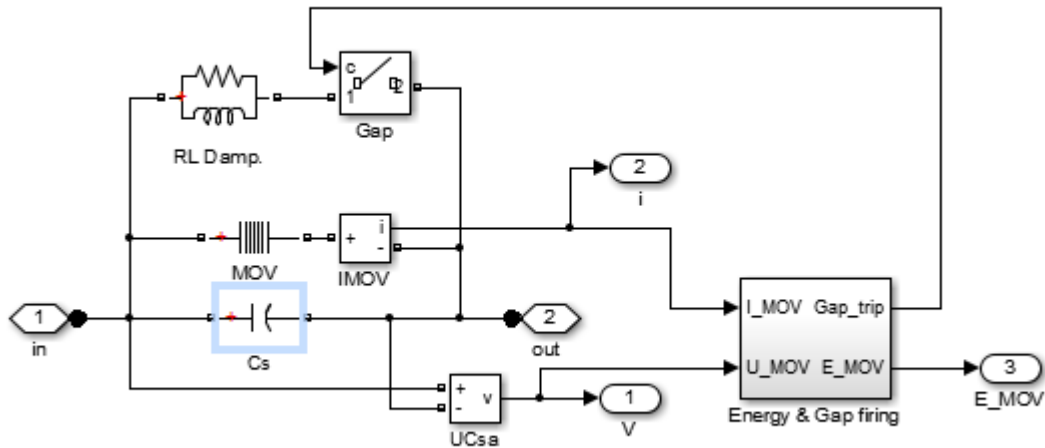 c
1
2
Gap
RL Damp.
2
i
+
i
-
MOV
IMOV
1
in
Cs
2
out
I_MOV
Gap_trip
U_MOV
E_MOV
Energy & Gap firing
3
E_MOV
+
-
v
UCsa
1
V